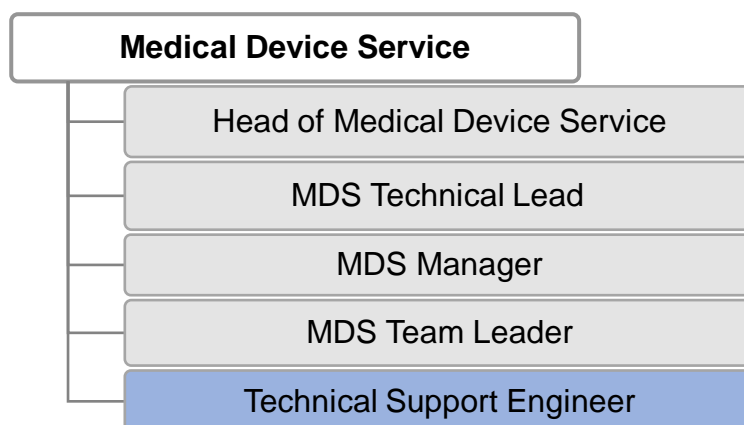 Medical Device Service
Head of Medical Device Service
MDS Technical Lead
MDS Manager
MDS Team Leader
Technical Support Engineer